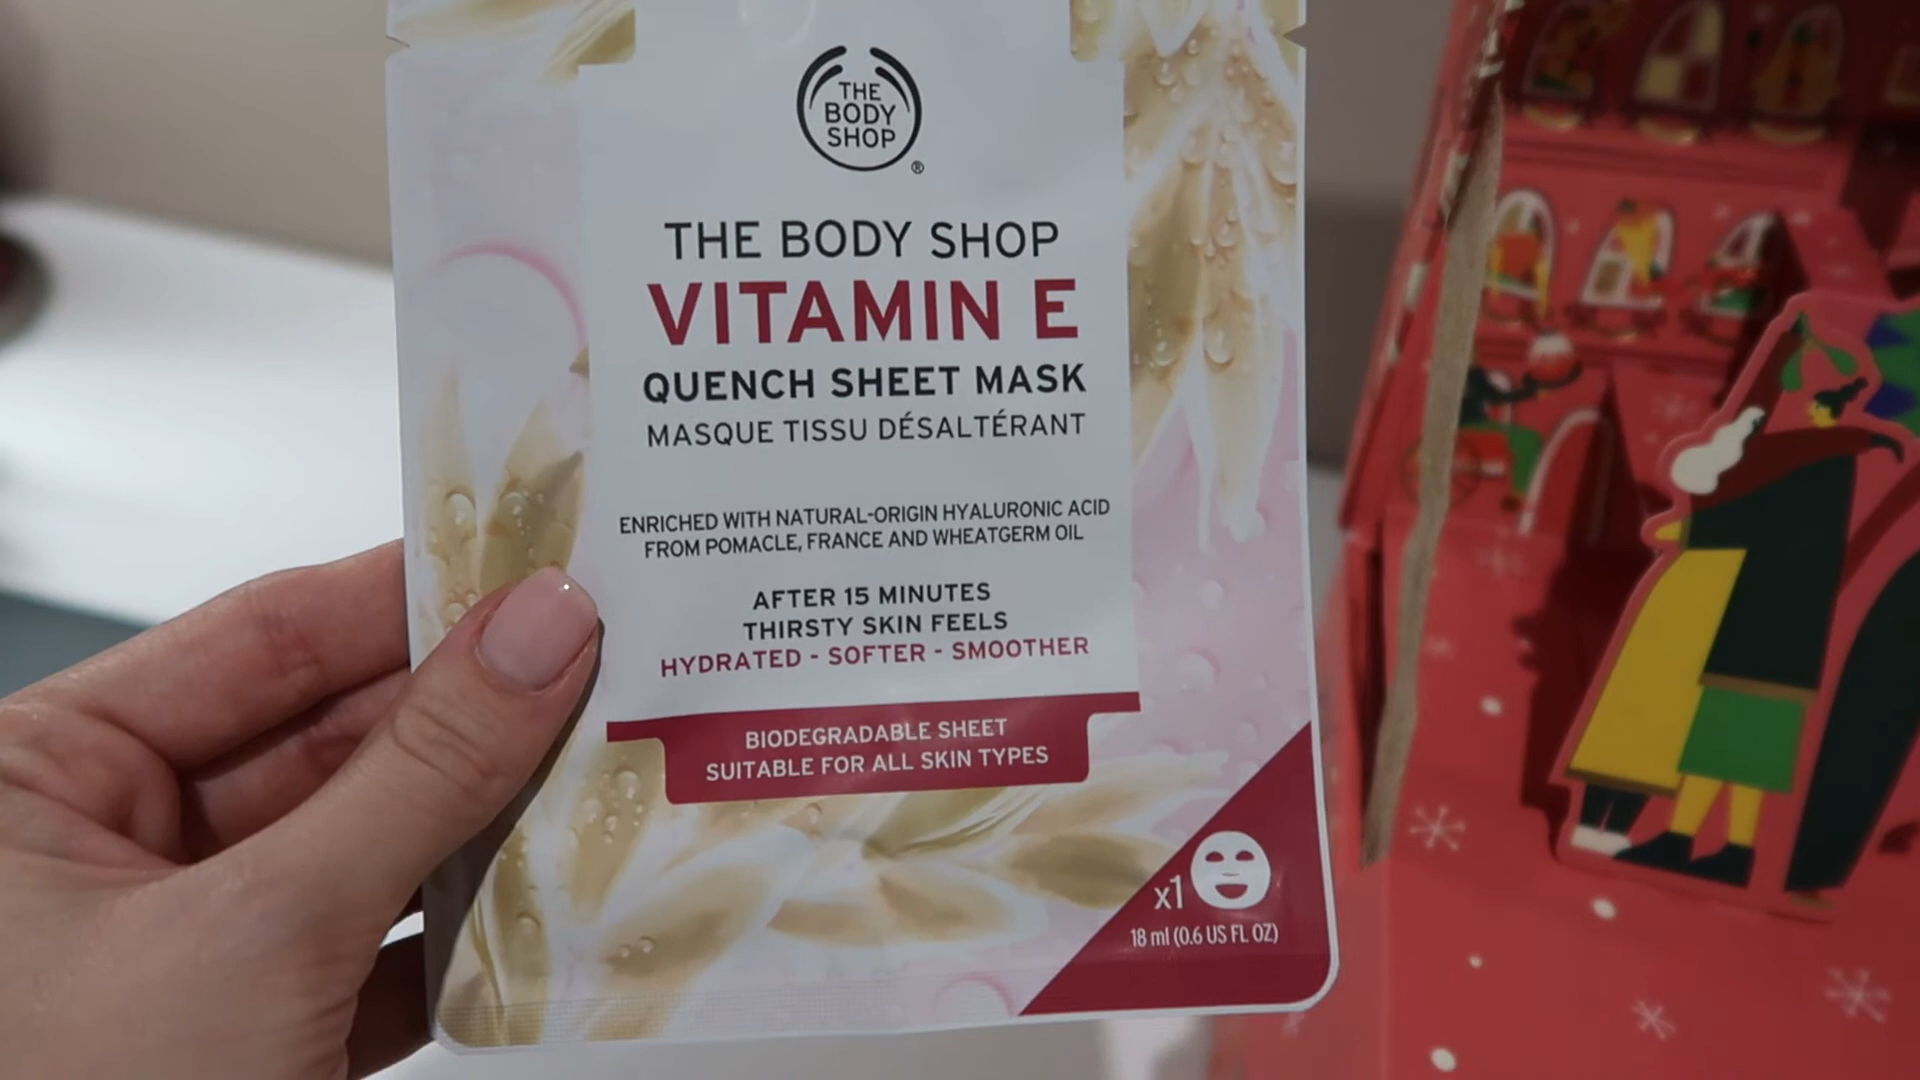 THE
BODY
SHOP
®
THE BODY SHOP
VITAMIN E
QUENCH SHEET MASK
MASQUE TISSU DÉSALTÉRANT
ENRICHED WITH NATURAL-ORIGIN HYALURONIC ACID
FROM POMACLE, FRANCE AND WHEATGERM OIL
AFTER 15 MINUTES
THIRSTY SKIN FEELS
HYDRATED - SOFTER - SMOOTHER
BIODEGRADABLE SHEET
SUITABLE FOR ALL SKIN TYPES
x1
18 ml (0.6 US FL OZ)